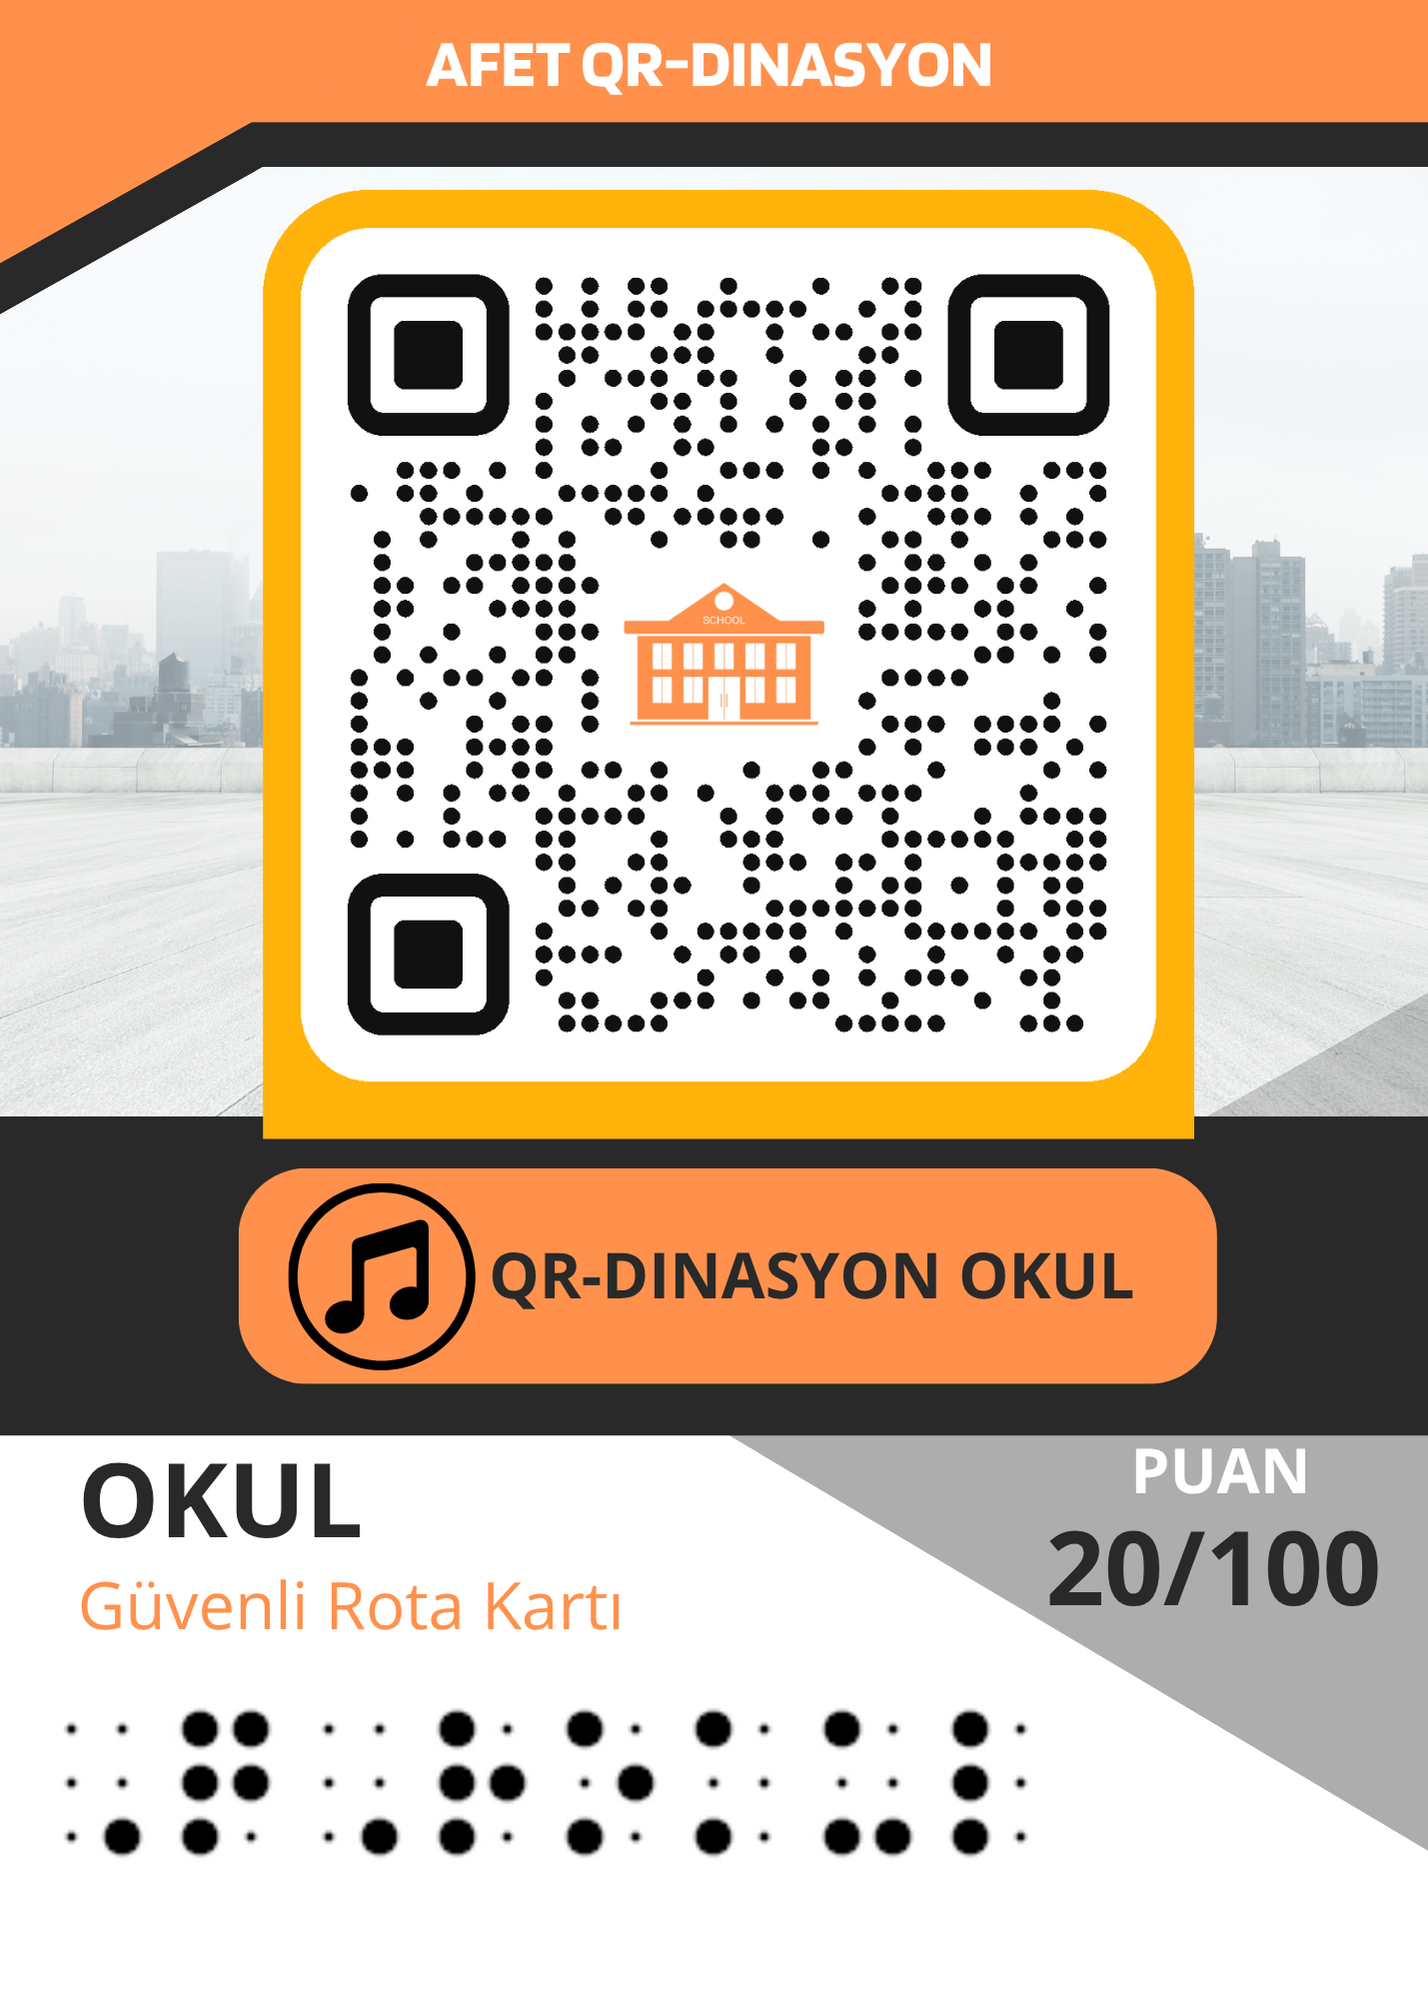 AFET QR-DINASYON
SCHOOL
QR-DINASYON OKUL
OKUL
Güvenli Rota Kartı
PUAN
20/100
⠠⠟⠠⠗⠕⠅⠥⠇